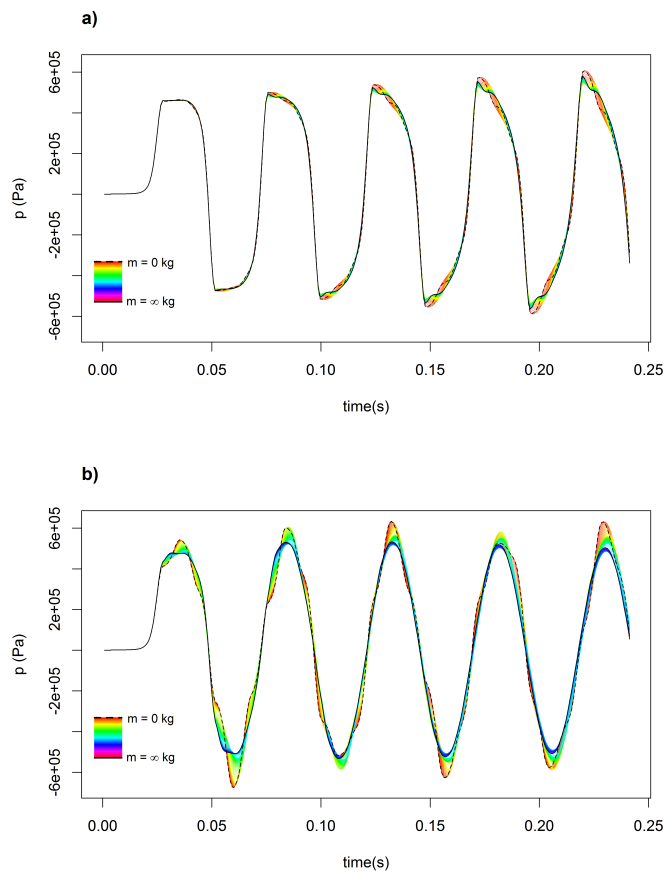 a)
6e+05
2e+05
-2e+05
-6e+05
p (Pa)
m = 0 kg
m = ∞ kg
0.00 0.05 0.10 0.15 0.20 0.25
time(s)
b)
6e+05
2e+05
-2e+05
-6e+05
p (Pa)
m = 0 kg
m = ∞ kg
0.00 0.05 0.10 0.15 0.20 0.25
time(s)